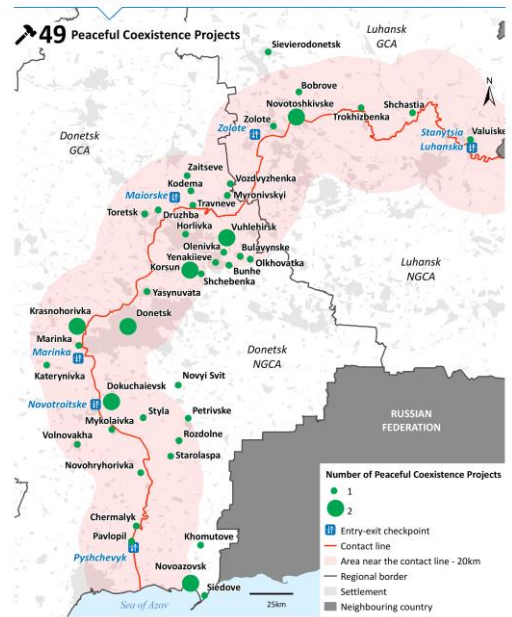 49 Peaceful Coexistence Projects
Luhansk
GCA
Sievierodonetsk
Bobrove
Novotoshkivske
Zolote
Zolote
Trokhizbenka
Shchastia
Stanytsia
Luhanska
Valuiske
N
Donetsk
GCA
Zaitseve
Kodema
Vozdvyzhenka
Maiorske
Myronivskyi
Travneve
Toretsk
Druzhba
Horlivka
Vuhlehirsk
Olenivka
Bulavynske
Yenakiieve
Olkhovatka
Korsun
Bunhe
Shchebenka
Luhansk
NGCA
Yasynuvata
Krasnohorivka
Donetsk
Marinka
Marinka
Donetsk
NGCA
Katerynivka
Novyi Svit
Dokuchaievsk
Novotroitske
Styla
Petrivske
Mykolaivka
RUSSIAN
FEDERATION
Volnovakha
Rozdolne
Starolaspa
Novohryhorivka
Number of Peaceful Coexistence Projects
1
2
Entry-exit checkpoint
Contact line
Area near the contact line - 20km
Regional border
Settlement
Neighbouring country
Chermalyk
Pavlopil
Khomutove
Pyshchevyk
Novoazovsk
Siedove
Sea of Azov
25km